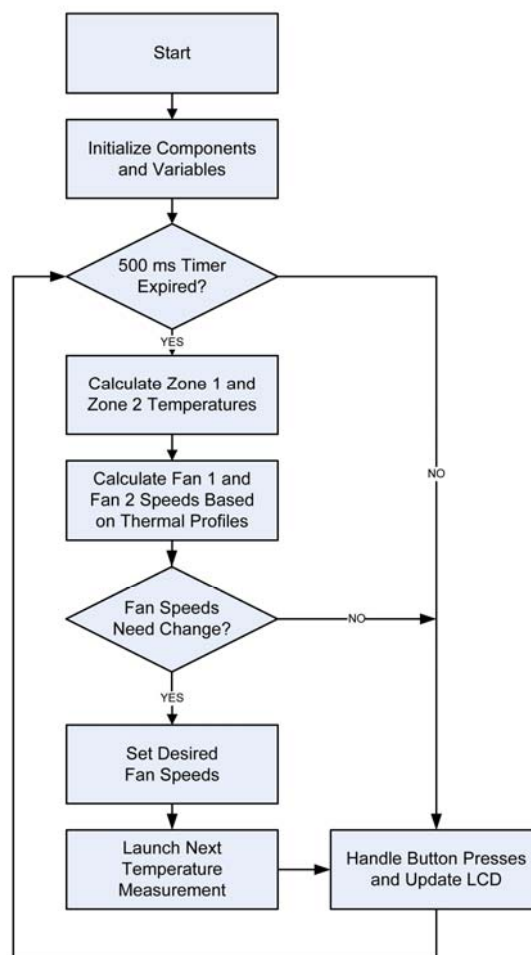 Start
Initialize Components
and Variables
500 ms Timer
Expired?
YES
Calculate Zone 1 and
Zone 2 Temperatures
NO
Calculate Fan 1 and
Fan 2 Speeds Based
on Thermal Profiles
Fan Speeds
Need Change?
NO
YES
Set Desired
Fan Speeds
Launch Next
Temperature
Measurement
Handle Button Presses
and Update LCD